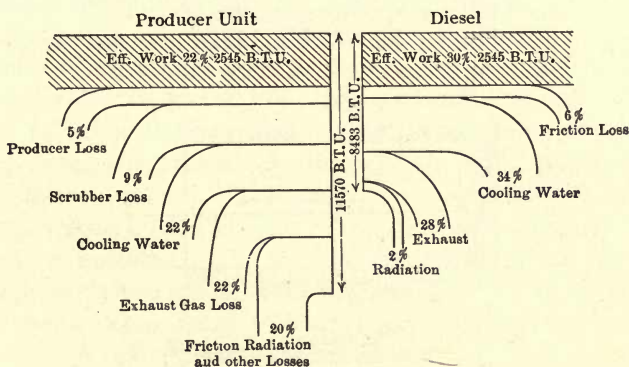 Producer Unit
Diesel
Eff. Work 22% 2545 B.T.U.
Eff. Work 30% 2545 B.T.U.
11570 B.T.U.
8483 B.T.U.
5%
Producer Loss
6%
Friction Loss
9%
Scrubber Loss
34%
Cooling Water
22%
Cooling Water
28%
Exhaust
2%
Radiation
22%
Exhaust Gas Loss
20%
Friction Radiation
and other Losses